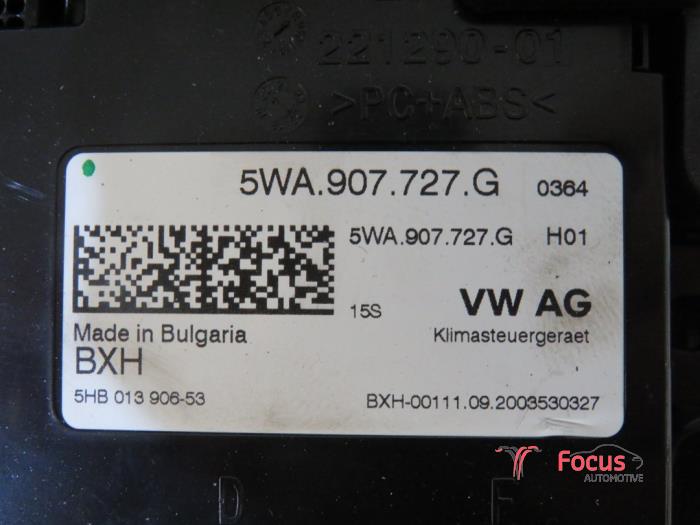 221290-01
>PC+ABS<
5WA.907.727.G 0364
5WA.907.727.G H01
15S VW AG
Made in Bulgaria Klimasteuergeraet
BXH
5HB 013 906-53 BXH-00111.09.2003530327
Focus
AUTOMOTIVE
D F